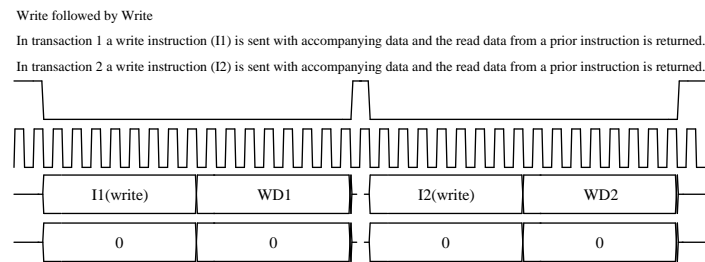 Write followed by Write
In transaction 1 a write instruction (I1) is sent with accompanying data and the read data from a prior instruction is returned.
In transaction 2 a write instruction (I2) is sent with accompanying data and the read data from a prior instruction is returned.
I1(write) WD1 I2(write) WD2
0 0 0 0